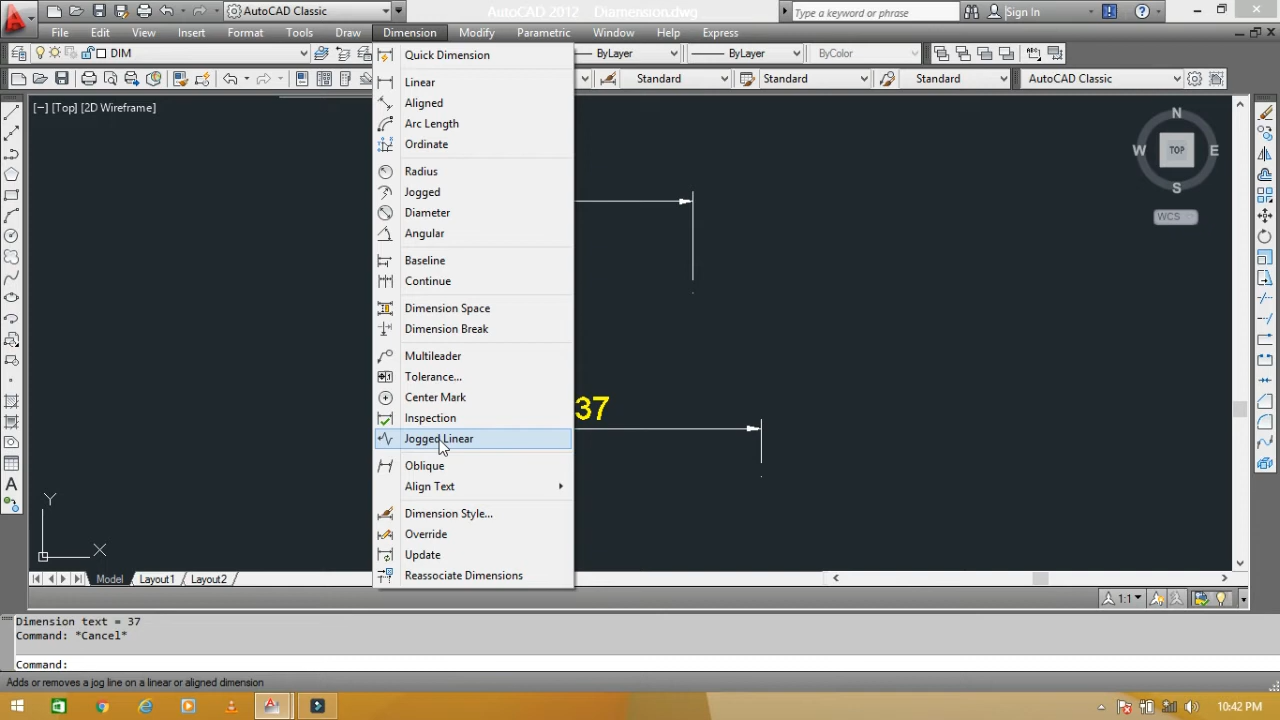 AutoCAD Classic
AutoCAD 2012 Diamension.dwg
Type a keyword or phrase
Sign In
File Edit View Insert Format Tools Draw Dimension Modify Parametric Window Help Express
DIM
ByLayer
ByLayer
ByColor
Standard
Standard
Standard
AutoCAD Classic
[−] [Top] [2D Wireframe]
Quick Dimension
Linear
Aligned
Arc Length
Ordinate
Radius
Jogged
Diameter
Angular
Baseline
Continue
Dimension Space
Dimension Break
Multileader
Tolerance...
Center Mark
Inspection
Jogged Linear
Oblique
Align Text
Dimension Style...
Override
Update
Reassociate Dimensions
N
W TOP E
S
WCS
37
Y
X
A
Model Layout1 Layout2
1:1
Dimension text = 37
Command: *Cancel*
Command:
Adds or removes a jog line on a linear or aligned dimension
10:42 PM